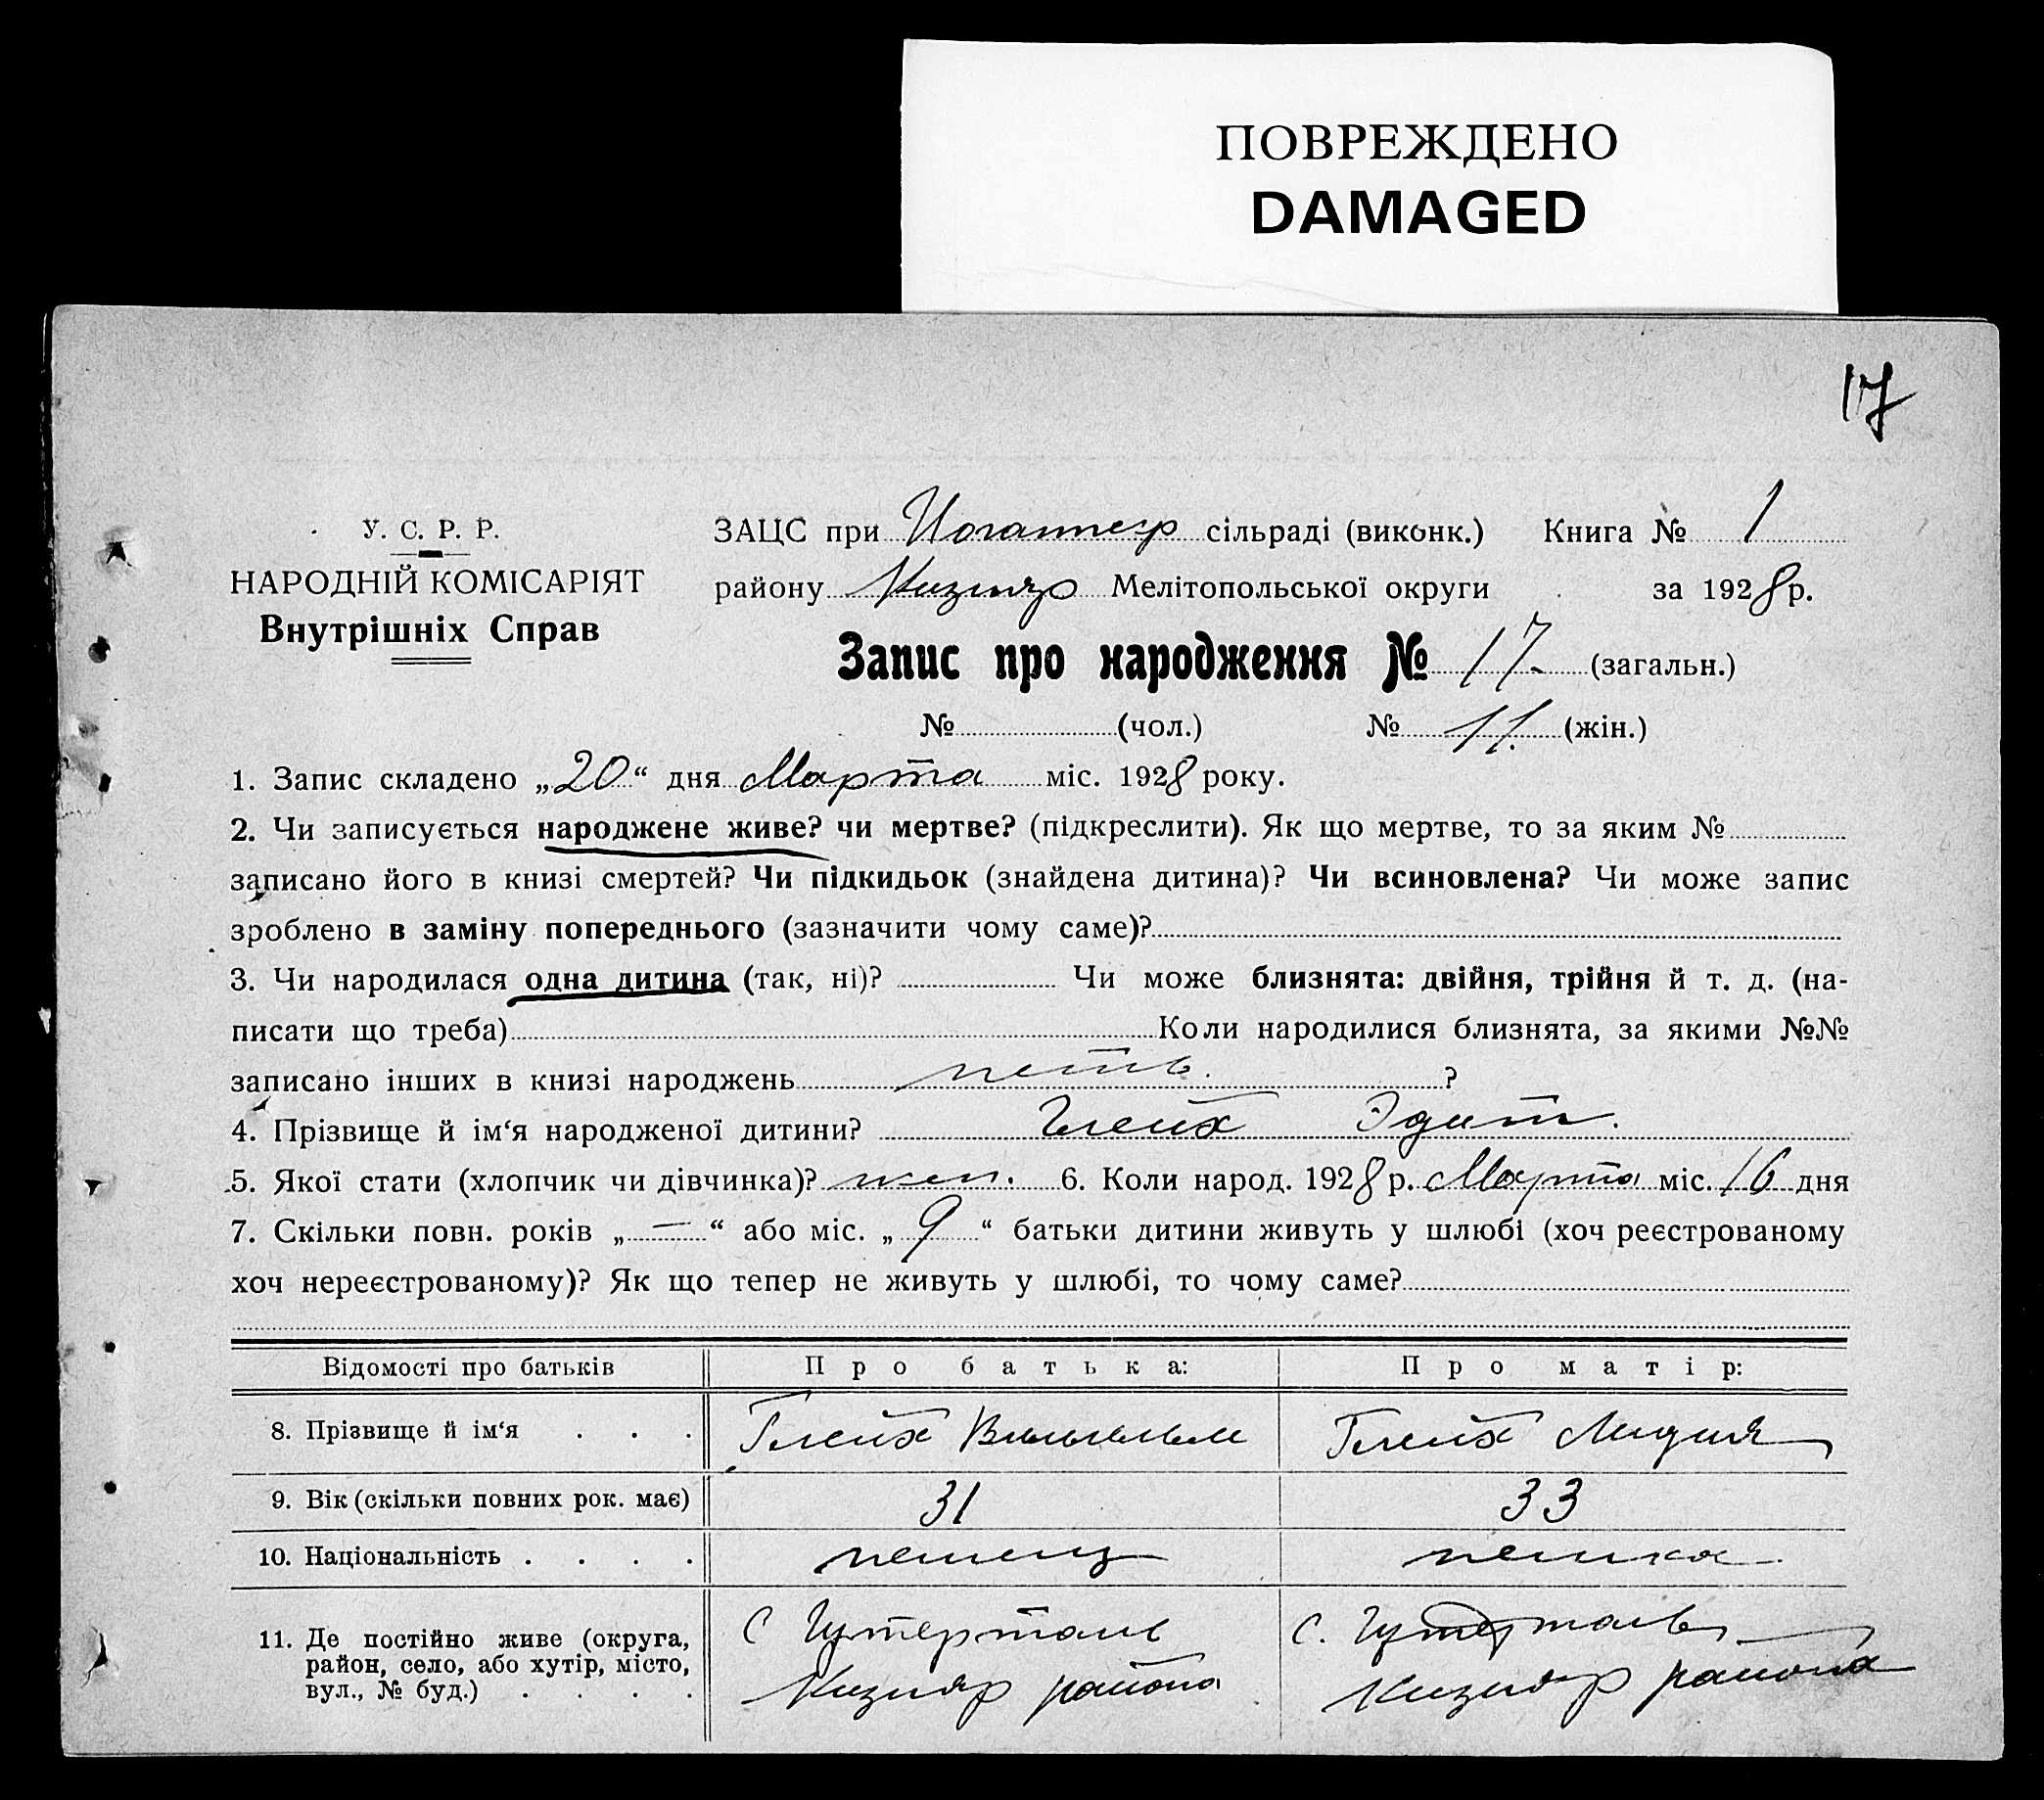 ПОВРЕЖДЕНО
DAMAGED
17
У. С. Р. Р.
НАРОДНІЙ КОМІСАРІЯТ
Внутрішніх Справ
ЗАЦС при сільраді (виконк.) Книга № 1
району Кизияр Мелітопольської округи за 1928 р.
Запис про народження № 17. (загальн.)
№ (чол.) № 11. (жін.)
1. Запис складено „20“ дня Марта міс. 1928 року.
2. Чи записується народжене живе? чи мертве? (підкреслити). Як що мертве, то за яким №
записано його в книзі смертей? Чи підкидьок (знайдена дитина)? Чи всиновлена? Чи може запис
зроблено в заміну попереднього (зазначити чому саме)?
3. Чи народилася одна дитина (так, ні)? Чи може близнята: двійня, трійня й т. д. (на-
писати що треба) Коли народилися близнята, за якими №№
записано інших в книзі народжень ?
4. Прізвище й ім‘я народженої дитини? Глейх Эдит.
5. Якої стати (хлопчик чи дівчинка)? жен. 6. Коли народ. 1928 р. Марта міс. 16 дня
7. Скільки повн. років „—“ або міс. „9“ батьки дитини живуть у шлюбі (хоч реєстрованому
хоч нереєстрованому)? Як що тепер не живуть у шлюбі, то чому саме?
Відомості про батьків Про батька: Про матір:
8. Прізвище й ім‘я . . . Глейх Вильгельм Глейх Лидия
9. Вік (скільки повних рок. має) 31 33
10. Національність . . . . немец немка
11. Де постійно живе (округа,
район, село, або хутір, місто,
вул., № буд.) . . . .
С Гутерталь
Кизияр района
С. Гутерталь
Кизияр района